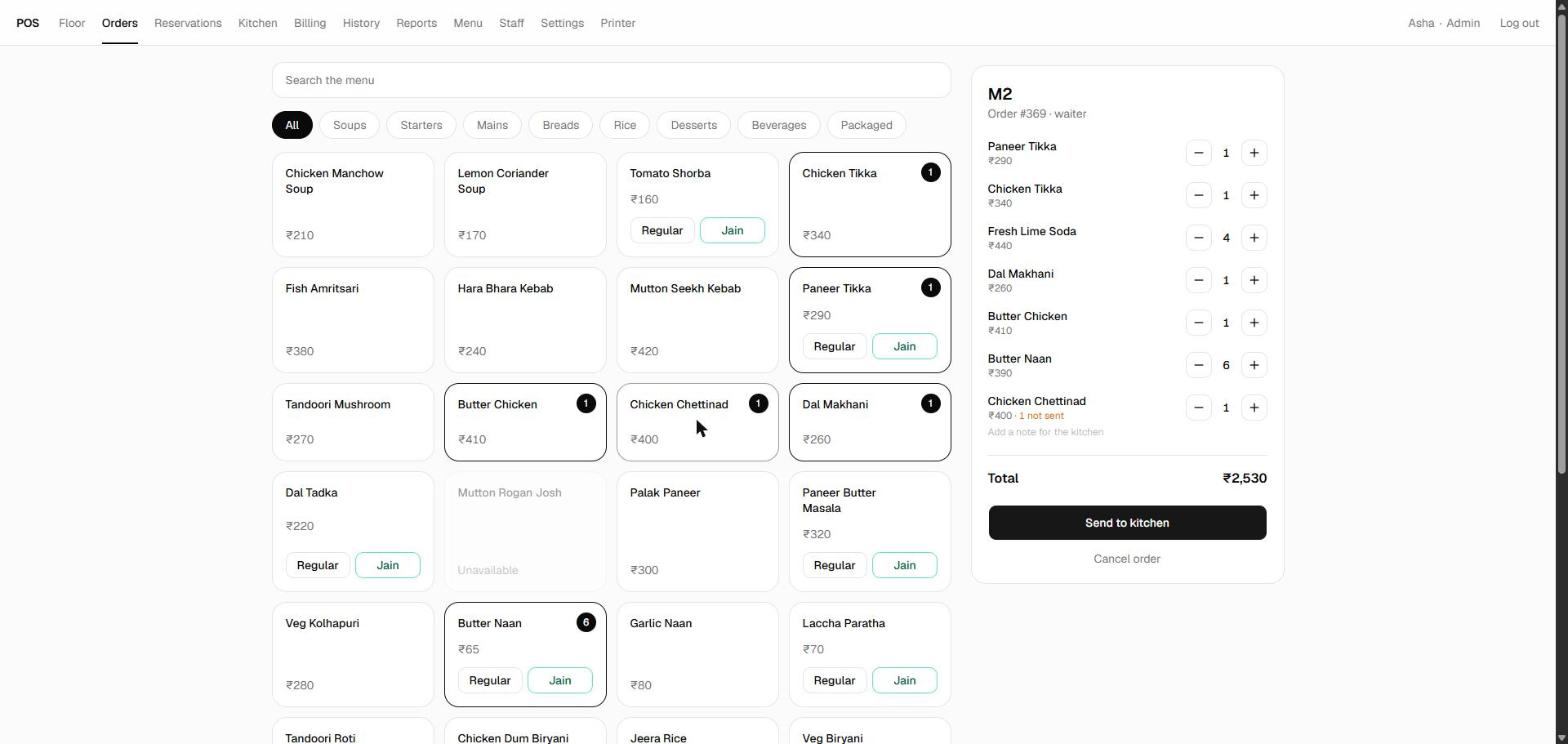 POS Floor Orders Reservations Kitchen Billing History Reports Menu Staff Settings Printer Asha · Admin Log out
Search the menu
All Soups Starters Mains Breads Rice Desserts Beverages Packaged
Chicken Manchow
Soup
₹210
Lemon Coriander
Soup
₹170
Tomato Shorba
₹160
Regular Jain
Chicken Tikka 1
₹340
Fish Amritsari
₹380
Hara Bhara Kebab
₹240
Mutton Seekh Kebab
₹420
Paneer Tikka 1
₹290
Regular Jain
Tandoori Mushroom
₹270
Butter Chicken 1
₹410
Chicken Chettinad 1
₹400
Dal Makhani 1
₹260
Dal Tadka
₹220
Regular Jain
Mutton Rogan Josh
Unavailable
Palak Paneer
₹300
Paneer Butter
Masala
₹320
Regular Jain
Veg Kolhapuri
₹280
Butter Naan 6
₹65
Regular Jain
Garlic Naan
₹80
Laccha Paratha
₹70
Regular Jain
Tandoori Roti
Chicken Dum Biryani
Jeera Rice
Veg Biryani
M2
Order #369 · waiter
Paneer Tikka
₹290
− 1 +
Chicken Tikka
₹340
− 1 +
Fresh Lime Soda
₹440
− 4 +
Dal Makhani
₹260
− 1 +
Butter Chicken
₹410
− 1 +
Butter Naan
₹390
− 6 +
Chicken Chettinad
₹400 · 1 not sent
− 1 +
Add a note for the kitchen
Total ₹2,530
Send to kitchen
Cancel order